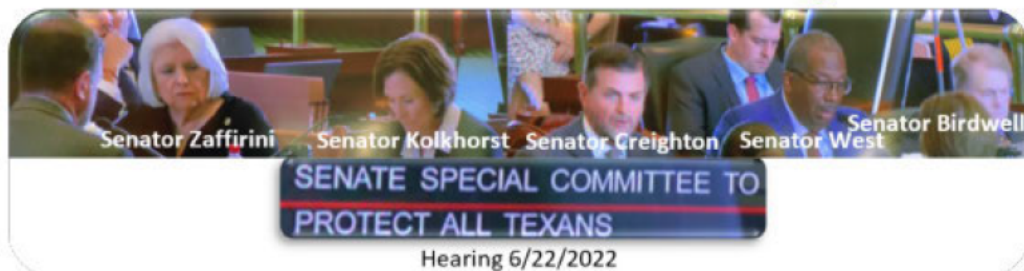 Senator Zaffirini
Senator Kolkhorst
Senator Creighton
Senator West
Senator Birdwell
SENATE SPECIAL COMMITTEE TO
PROTECT ALL TEXANS
Hearing 6/22/2022